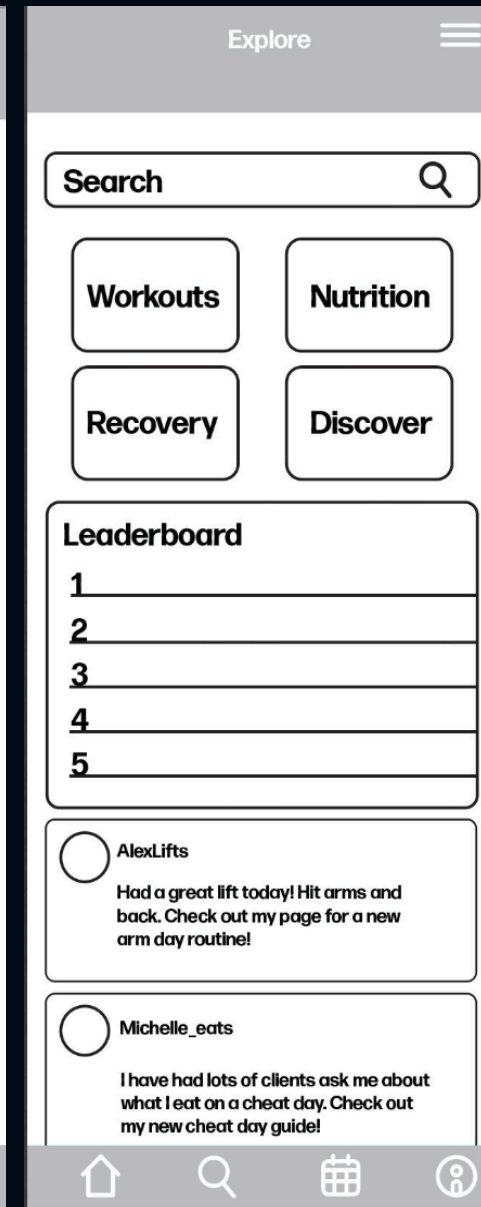 Explore
Search
Workouts
Nutrition
Recovery
Discover
Leaderboard
1
2
3
4
5
AlexLifts
Had a great lift today! Hit arms and
back. Check out my page for a new
arm day routine!
Michelle_eats
I have had lots of clients ask me about
what I eat on a cheat day. Check out
my new cheat day guide!